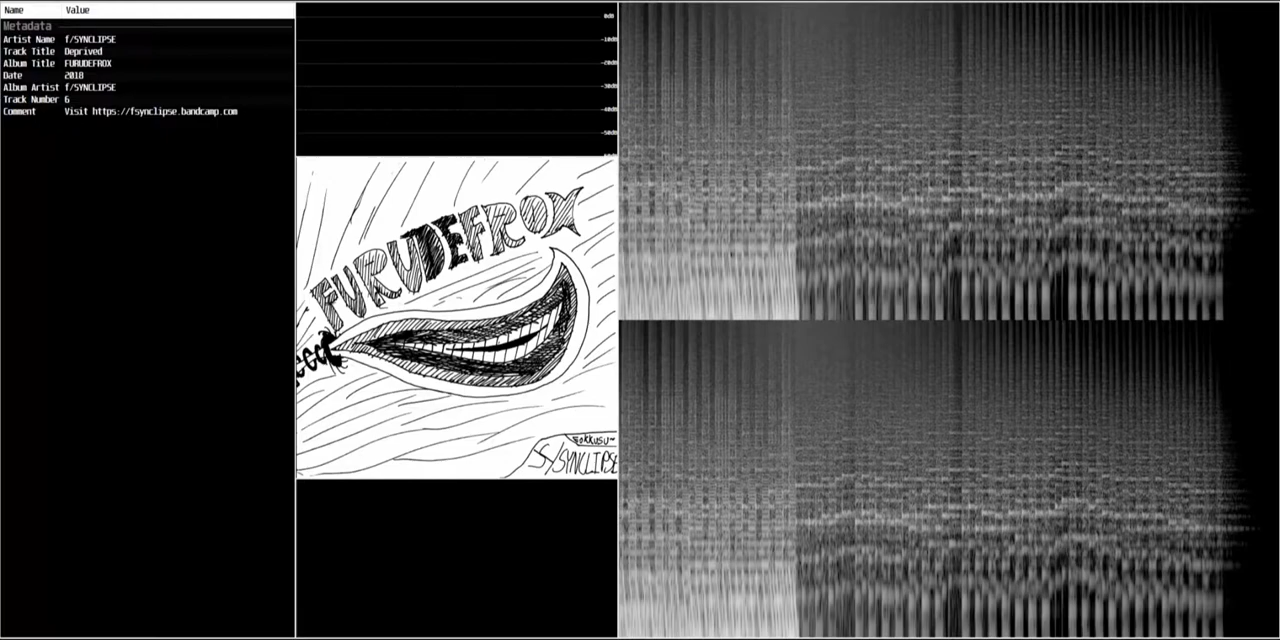 Name Value
Metadata
Artist Name f/SYNCLIPSE
Track Title Deprived
Album Title FURUDEFROX
Date 2018
Album Artist f/SYNCLIPSE
Track Number 6
Comment Visit https://fsynclipse.bandcamp.com
0dB
-10dB
-20dB
-30dB
-40dB
-50dB
FURUDEFROX
S/SYNCLIPSE